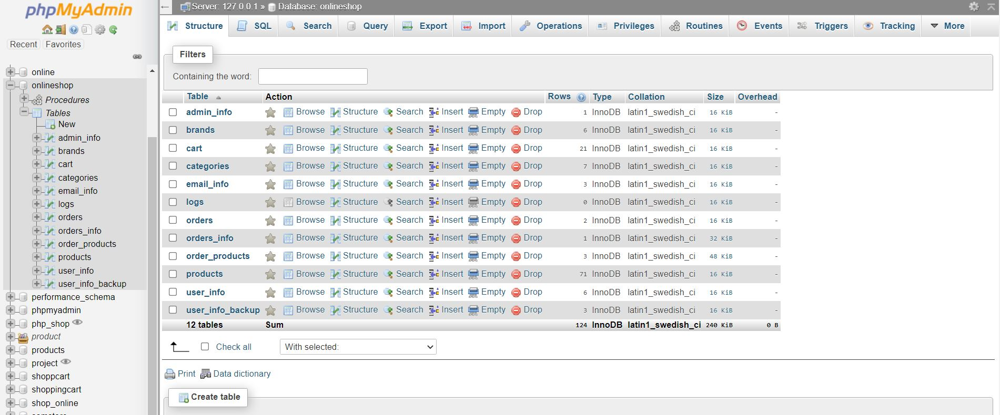 phpMyAdmin
Recent Favorites
online
onlineshop
Procedures
Tables
New
admin_info
brands
cart
categories
email_info
logs
orders
orders_info
order_products
products
user_info
user_info_backup
performance_schema
phpmyadmin
php_shop
product
products
project
shoppcart
shoppingcart
shop_online
Server: 127.0.0.1 » Database: onlineshop
Structure SQL Search Query Export Import Operations Privileges Routines Events Triggers Tracking More
Filters
Containing the word:
Table Action Rows Type Collation Size Overhead
admin_info Browse Structure Search Insert Empty Drop 1 InnoDB latin1_swedish_ci 16 KiB -
brands Browse Structure Search Insert Empty Drop 6 InnoDB latin1_swedish_ci 16 KiB -
cart Browse Structure Search Insert Empty Drop 21 InnoDB latin1_swedish_ci 16 KiB -
categories Browse Structure Search Insert Empty Drop 7 InnoDB latin1_swedish_ci 16 KiB -
email_info Browse Structure Search Insert Empty Drop 3 InnoDB latin1_swedish_ci 16 KiB -
logs Browse Structure Search Insert Empty Drop 0 InnoDB latin1_swedish_ci 16 KiB -
orders Browse Structure Search Insert Empty Drop 2 InnoDB latin1_swedish_ci 16 KiB -
orders_info Browse Structure Search Insert Empty Drop 1 InnoDB latin1_swedish_ci 32 KiB -
order_products Browse Structure Search Insert Empty Drop 3 InnoDB latin1_swedish_ci 48 KiB -
products Browse Structure Search Insert Empty Drop 71 InnoDB latin1_swedish_ci 16 KiB -
user_info Browse Structure Search Insert Empty Drop 6 InnoDB latin1_swedish_ci 16 KiB -
user_info_backup Browse Structure Search Insert Empty Drop 3 InnoDB latin1_swedish_ci 16 KiB -
12 tables Sum 124 InnoDB latin1_swedish_ci 240 KiB 0 B
Check all With selected:
Print Data dictionary
Create table